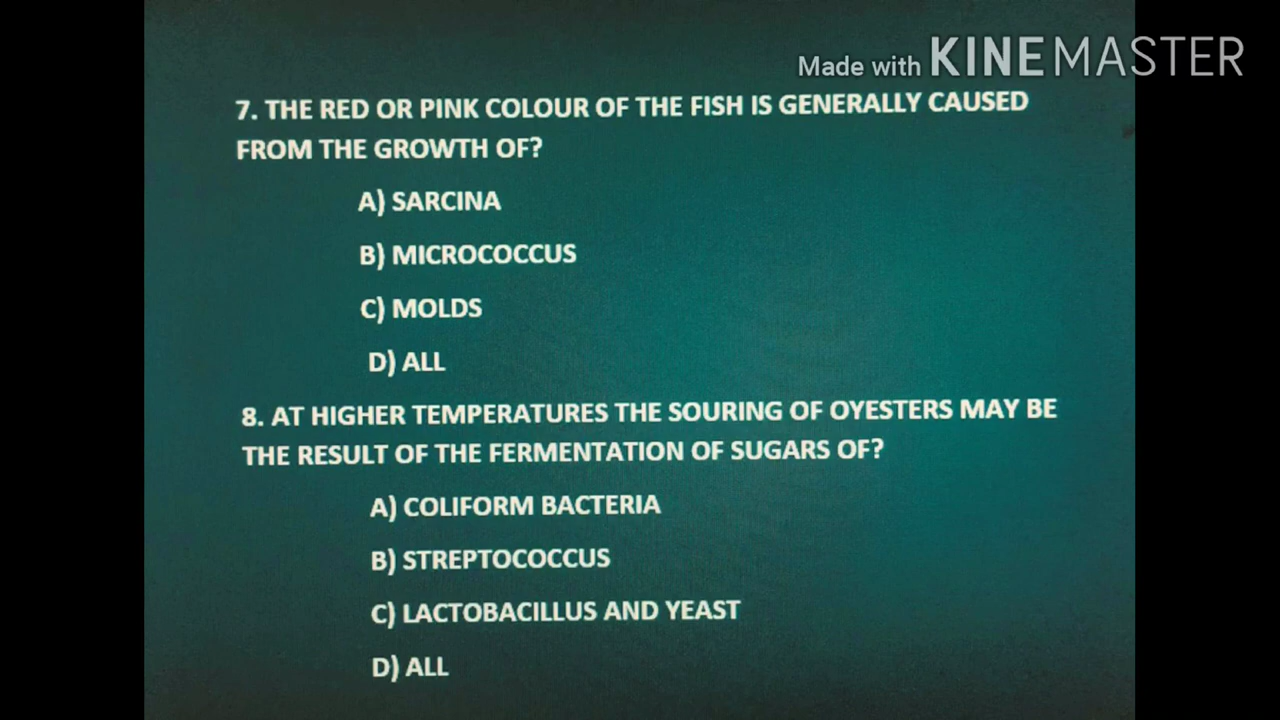 Made with KINEMASTER
7. THE RED OR PINK COLOUR OF THE FISH IS GENERALLY CAUSED
FROM THE GROWTH OF?
A) SARCINA
B) MICROCOCCUS
C) MOLDS
D) ALL
8. AT HIGHER TEMPERATURES THE SOURING OF OYESTERS MAY BE
THE RESULT OF THE FERMENTATION OF SUGARS OF?
A) COLIFORM BACTERIA
B) STREPTOCOCCUS
C) LACTOBACILLUS AND YEAST
D) ALL